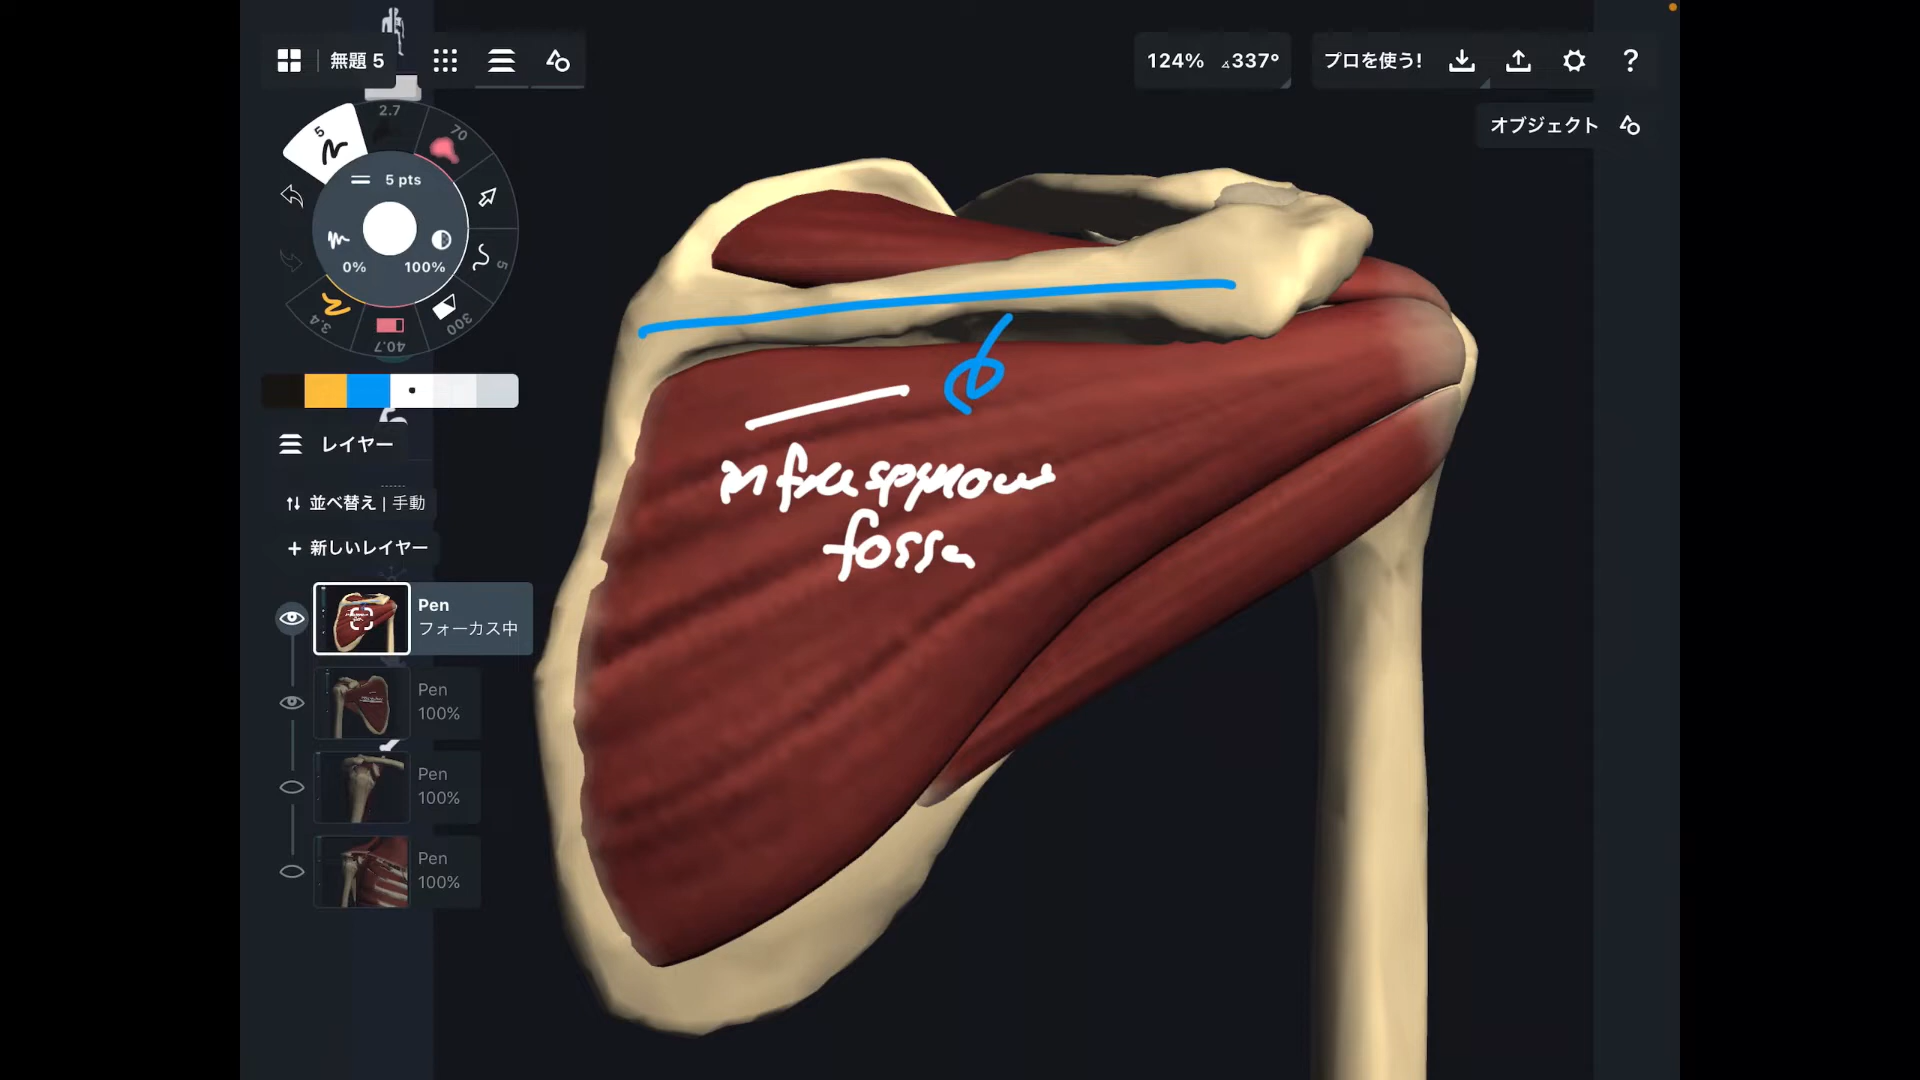 無題 5
124% ⊿337°
プロを使う!
?
オブジェクト
2.7
5
70
5 pts
0%
100%
5
3.4
40.7
300
レイヤー
並べ替え | 手動
+ 新しいレイヤー
Pen
フォーカス中
Pen
100%
Pen
100%
Pen
100%
fossa